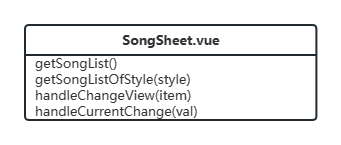 SongSheet.vue
getSongList()
getSongListOfStyle(style)
handleChangeView(item)
handleCurrentChange(val)